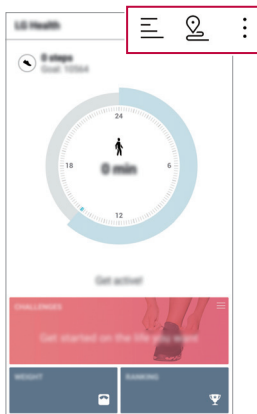 LG Health
0 steps
Goal: 10564
24
18
0 min
6
12
Get active!
CHALLENGES
Get started on the life you want
WEIGHT
RANKING